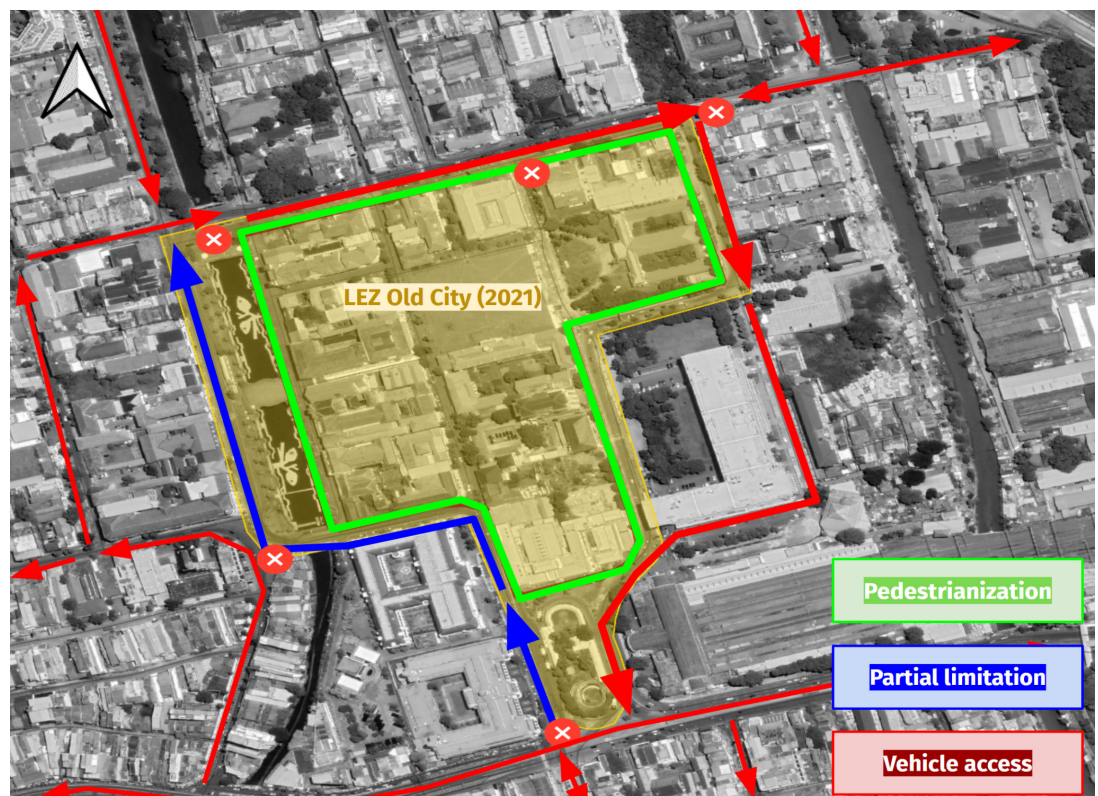 LEZ Old City (2021)
Pedestrianization
Partial limitation
Vehicle access